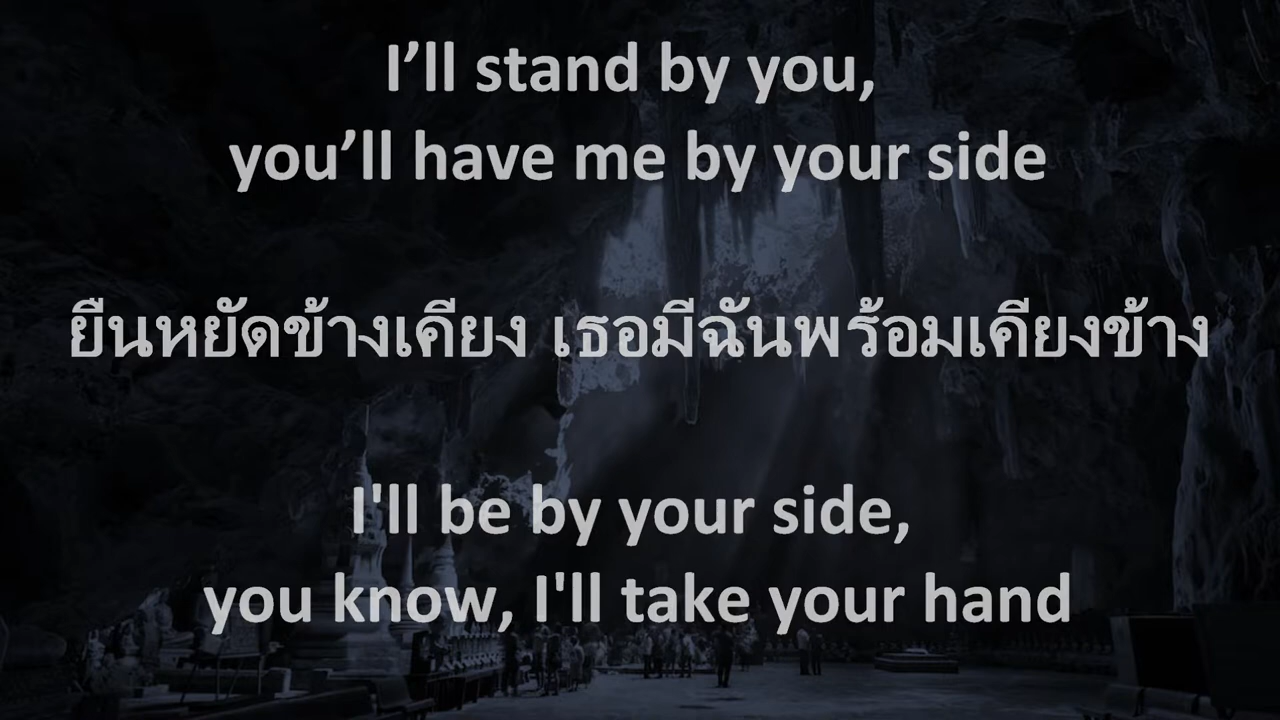 I’ll stand by you,
you’ll have me by your side
ยืนหยัดข้างเคียง เธอมีฉันพร้อมเคียงข้าง
I'll be by your side,
you know, I'll take your hand